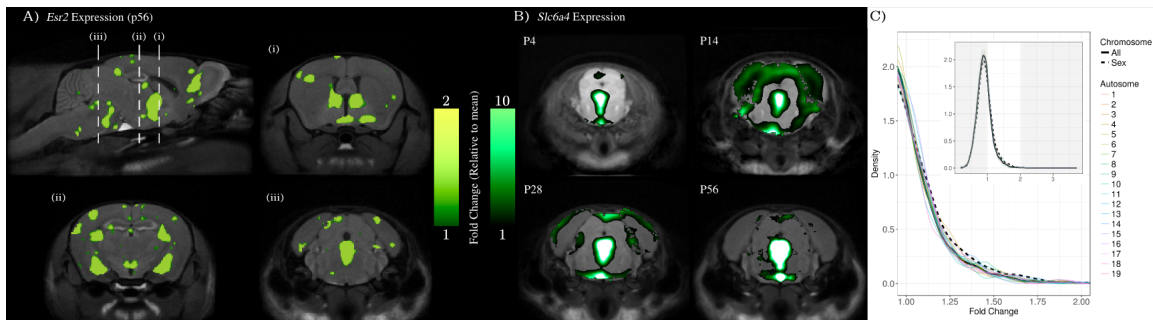 A) Esr2 Expression (p56)
(iii) (ii) (i)
(i)
(ii)
(iii)
2
1
Fold Change (Relative to mean)
10
1
B) Slc6a4 Expression
P4
P14
P28
P56
C)
Density
2.0
1.5
1.0
0.5
0.0
1.00 1.25 1.50 1.75 2.00
Fold Change
2.0
1.5
1.0
0.5
0.0
0 1 2 3
Chromosome
All
Sex
Autosome
1
2
3
4
5
6
7
8
9
10
11
12
13
14
15
16
17
18
19